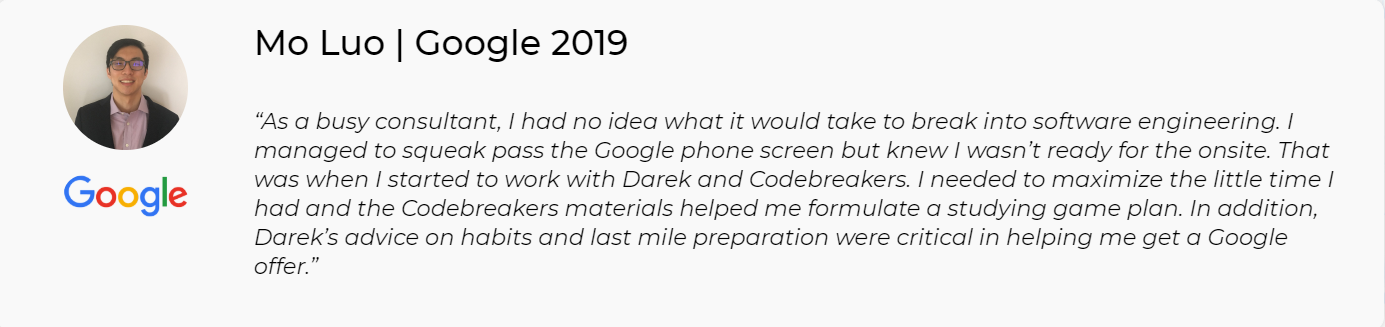 Mo Luo | Google 2019
“As a busy consultant, I had no idea what it would take to break into software engineering. I
managed to squeak pass the Google phone screen but knew I wasn’t ready for the onsite. That
was when I started to work with Darek and Codebreakers. I needed to maximize the little time I
had and the Codebreakers materials helped me formulate a studying game plan. In addition,
Darek’s advice on habits and last mile preparation were critical in helping me get a Google
offer.”
Google